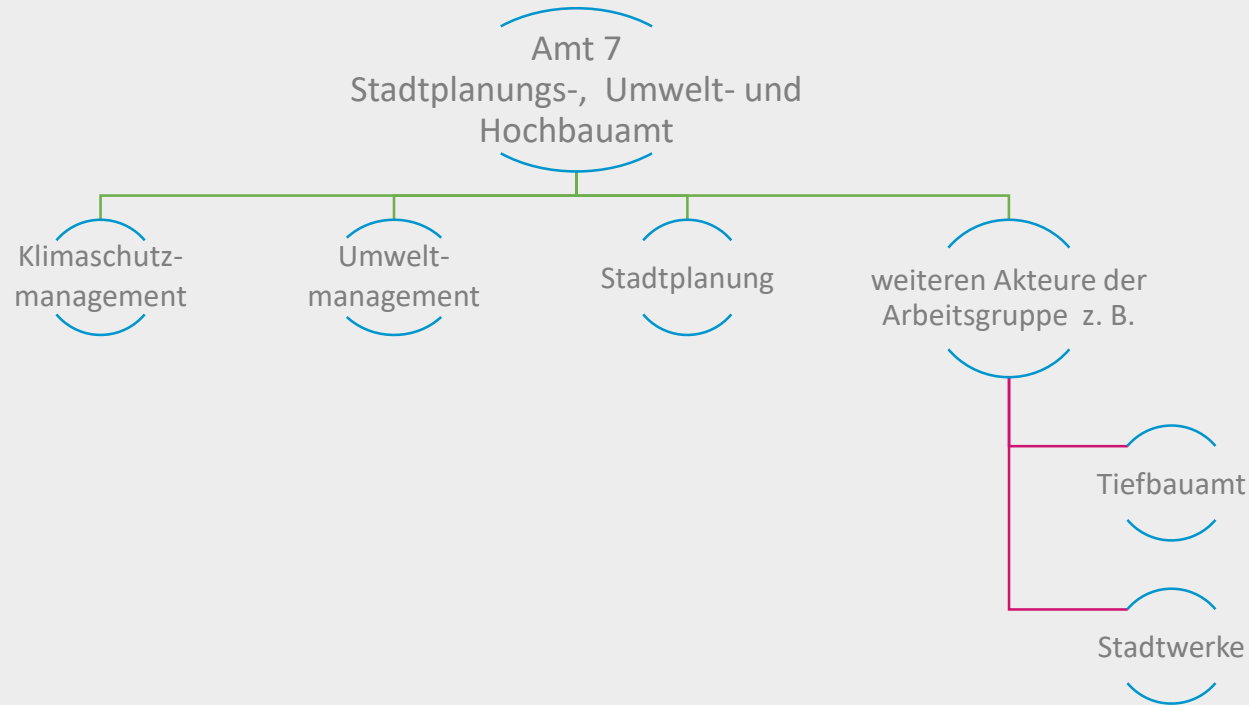 Amt 7
Stadtplanungs-, Umwelt- und
Hochbauamt
Klimaschutz-
management
Umwelt-
management
Stadtplanung
weiteren Akteure der
Arbeitsgruppe z. B.
Tiefbauamt
Stadtwerke